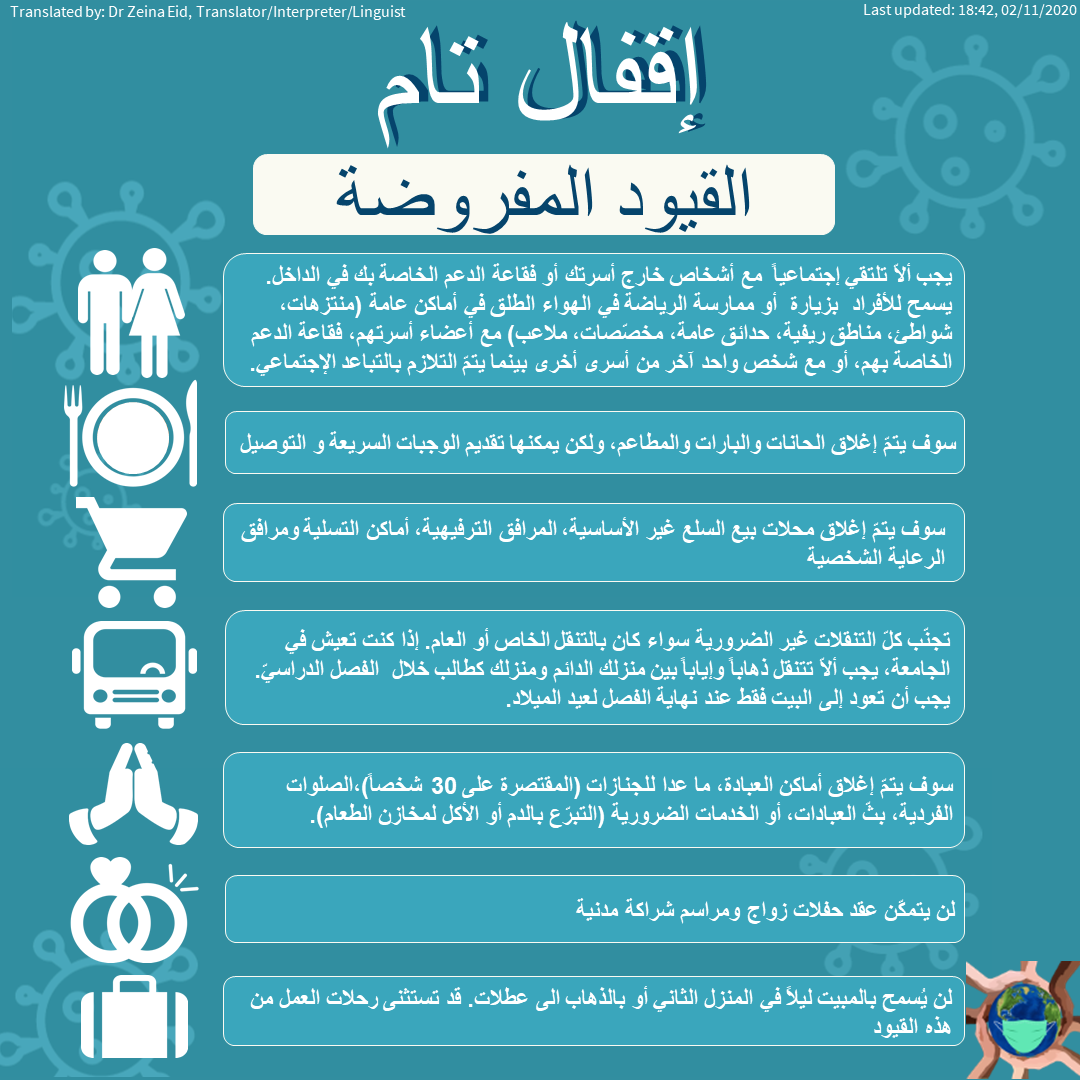 Translated by: Dr Zeina Eid, Translator/Interpreter/Linguist
Last updated: 18:42, 02/11/2020
إقفال تام
القيود المفروضة
يجب ألاّ تلتقي إجتماعياً مع أشخاص خارج أسرتك أو فقاعة الدعم الخاصة بك في الداخل.
يسمح للأفراد بزيارة أو ممارسة الرياضة في الهواء الطلق في أماكن عامة (منتزهات،
شواطئ، مناطق ريفية، حدائق عامة، مخصّصات، ملاعب) مع أعضاء أسرتهم، فقاعة الدعم
الخاصة بهم، أو مع شخص واحد آخر من أسرى أخرى بينما يتمّ التلازم بالتباعد الإجتماعي.
سوف يتمّ إغلاق الحانات والبارات والمطاعم، ولكن يمكنها تقديم الوجبات السريعة و التوصيل
سوف يتمّ إغلاق محلات بيع السلع غير الأساسية، المرافق الترفيهية، أماكن التسلية ومرافق
الرعاية الشخصية
تجنّب كلّ التنقلات غير الضرورية سواء كان بالتنقل الخاص أو العام. إذا كنت تعيش في
الجامعة، يجب ألاّ تتنقل ذهاباً وإياباً بين منزلك الدائم ومنزلك كطالب خلال الفصل الدراسيّ.
يجب أن تعود إلى البيت فقط عند نهاية الفصل لعيد الميلاد.
سوف يتمّ إغلاق أماكن العبادة، ما عدا للجنازات (المقتصرة على 30 شخصاً)،الصلوات
الفردية، بثّ العبادات، أو الخدمات الضرورية (التبرّع بالدم أو الأكل لمخازن الطعام).
لن يتمكّن عقد حفلات زواج ومراسم شراكة مدنية
لن يُسمح بالمبيت ليلاً في المنزل الثاني أو بالذهاب الى عطلات. قد تستثنى رحلات العمل من
هذه القيود